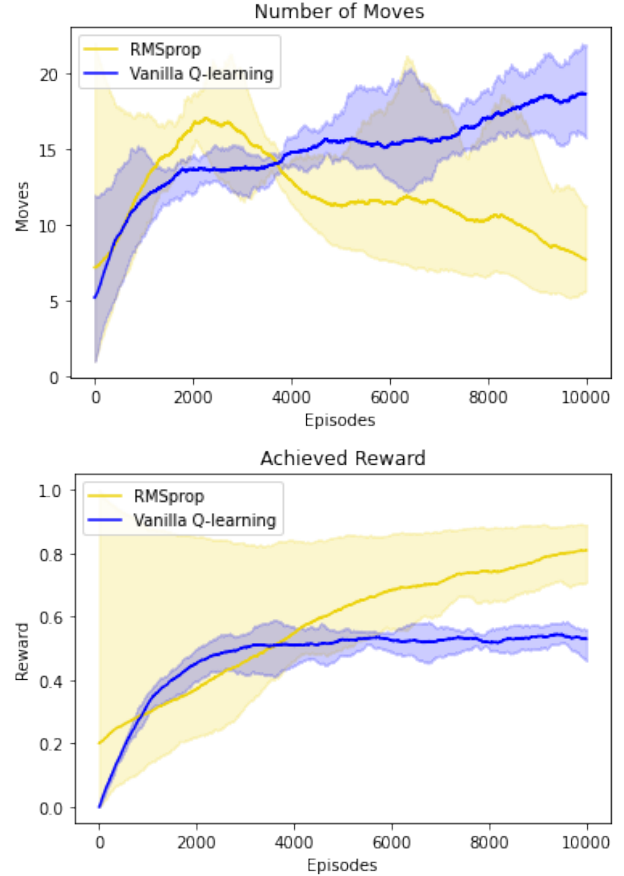 Number of Moves
RMSprop
Vanilla Q-learning
20
15
10
5
0
Moves
0 2000 4000 6000 8000 10000
Episodes
Achieved Reward
RMSprop
Vanilla Q-learning
1.0
0.8
0.6
0.4
0.2
0.0
Reward
0 2000 4000 6000 8000 10000
Episodes